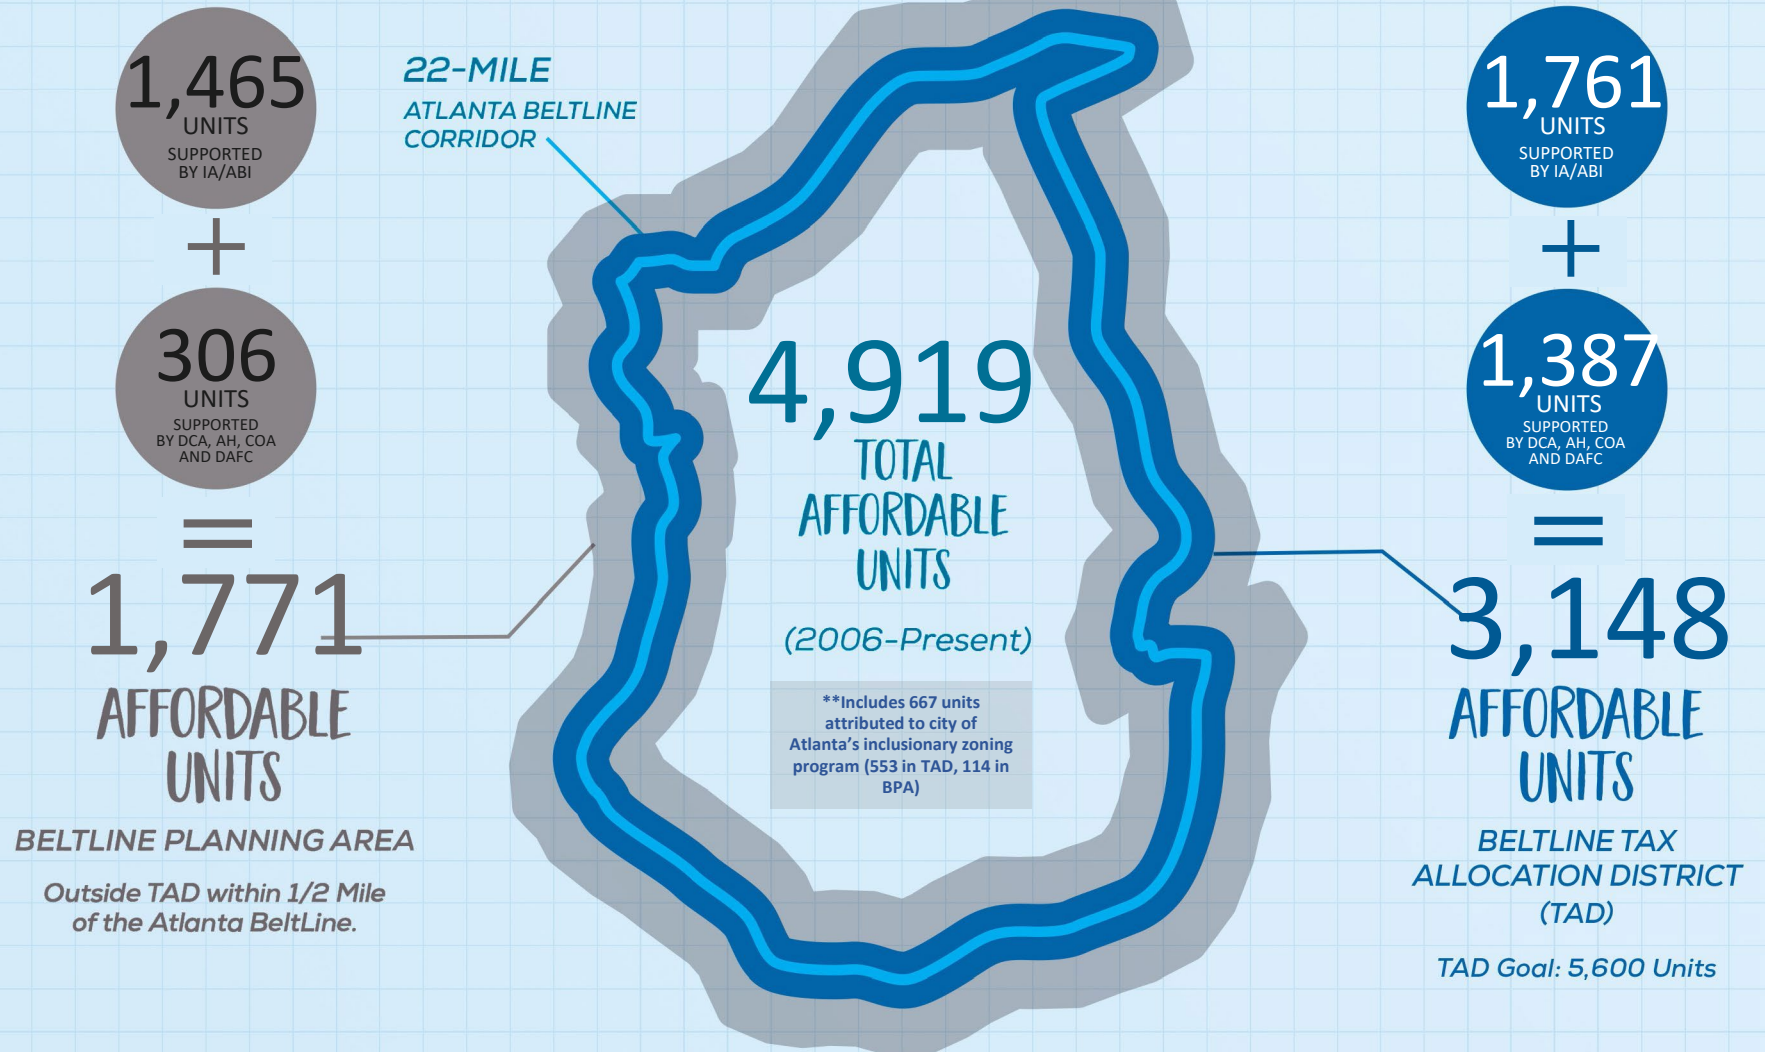 1,465
UNITS
SUPPORTED
BY IA/ABI
+
306
UNITS
SUPPORTED
BY DCA, AH, COA
AND DAFC
=
1,771
AFFORDABLE
UNITS
BELTLINE PLANNING AREA
Outside TAD within 1/2 Mile
of the Atlanta BeltLine.
22-MILE
ATLANTA BELTLINE
CORRIDOR
4,919
TOTAL
AFFORDABLE
UNITS
(2006-Present)
**Includes 667 units
attributed to city of
Atlanta's inclusionary zoning
program (553 in TAD, 114 in
BPA)
1,761
UNITS
SUPPORTED
BY IA/ABI
+
1,387
UNITS
SUPPORTED
BY DCA, AH, COA
AND DAFC
=
3,148
AFFORDABLE
UNITS
BELTLINE TAX
ALLOCATION DISTRICT
(TAD)
TAD Goal: 5,600 Units